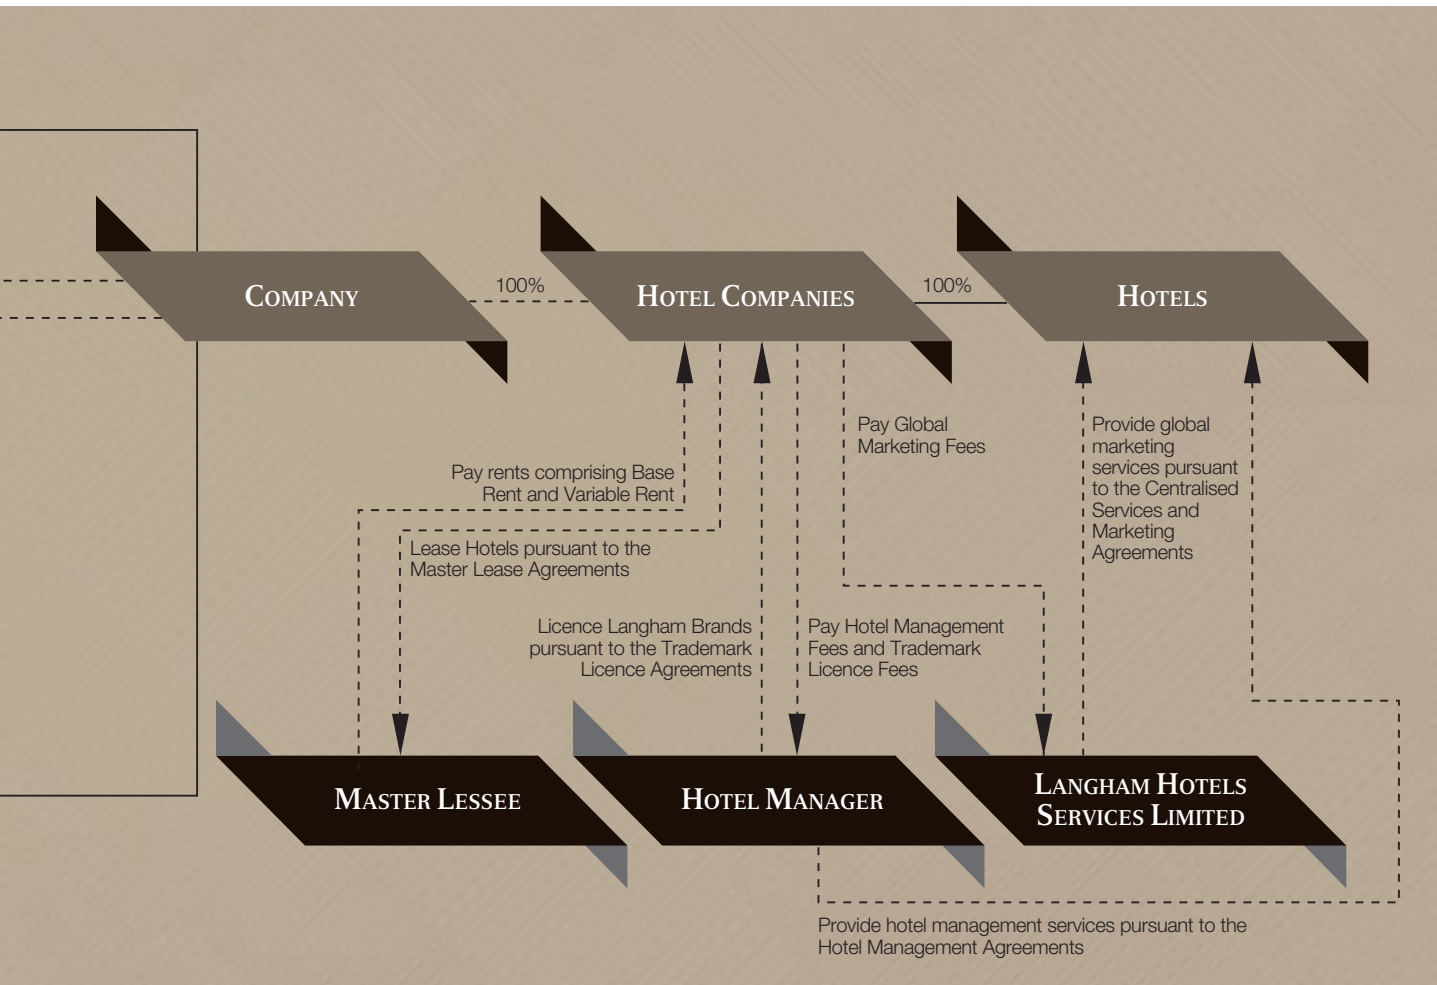 COMPANY
100%
HOTEL COMPANIES
100%
HOTELS
Pay Global
Marketing Fees
Provide global
marketing
services pursuant
to the Centralised
Services and
Marketing
Agreements
Pay rents comprising Base
Rent and Variable Rent
Lease Hotels pursuant to the
Master Lease Agreements
Licence Langham Brands
pursuant to the Trademark
Licence Agreements
Pay Hotel Management
Fees and Trademark
Licence Fees
MASTER LESSEE
HOTEL MANAGER
LANGHAM HOTELS
SERVICES LIMITED
Provide hotel management services pursuant to the
Hotel Management Agreements